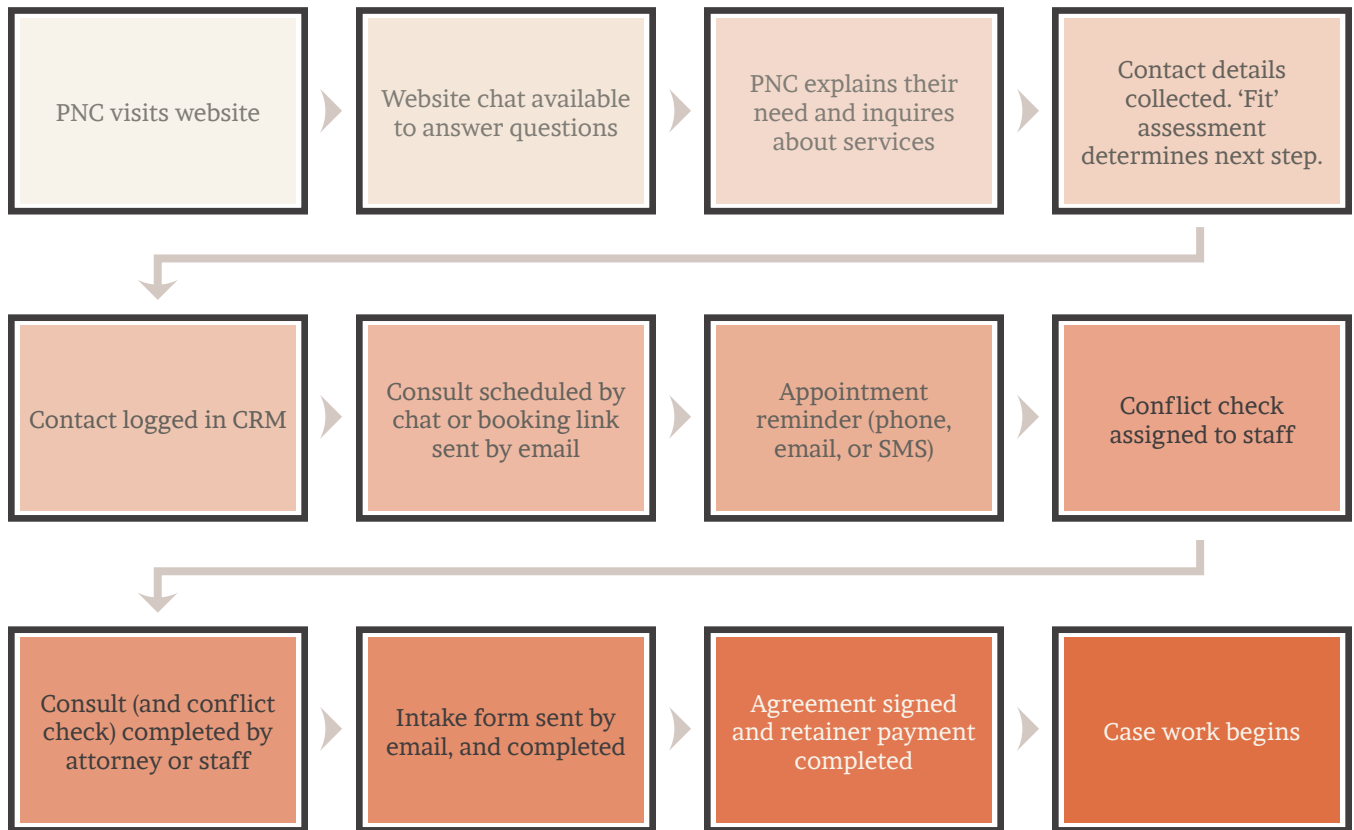 PNC visits website
Website chat available
to answer questions
PNC explains their
need and inquires
about services
Contact details
collected. ‘Fit’
assessment
determines next step.
Contact logged in CRM
Consult scheduled by
chat or booking link
sent by email
Appointment
reminder (phone,
email, or SMS)
Conflict check
assigned to staff
Consult (and conflict
check) completed by
attorney or staff
Intake form sent by
email, and completed
Agreement signed
and retainer payment
completed
Case work begins